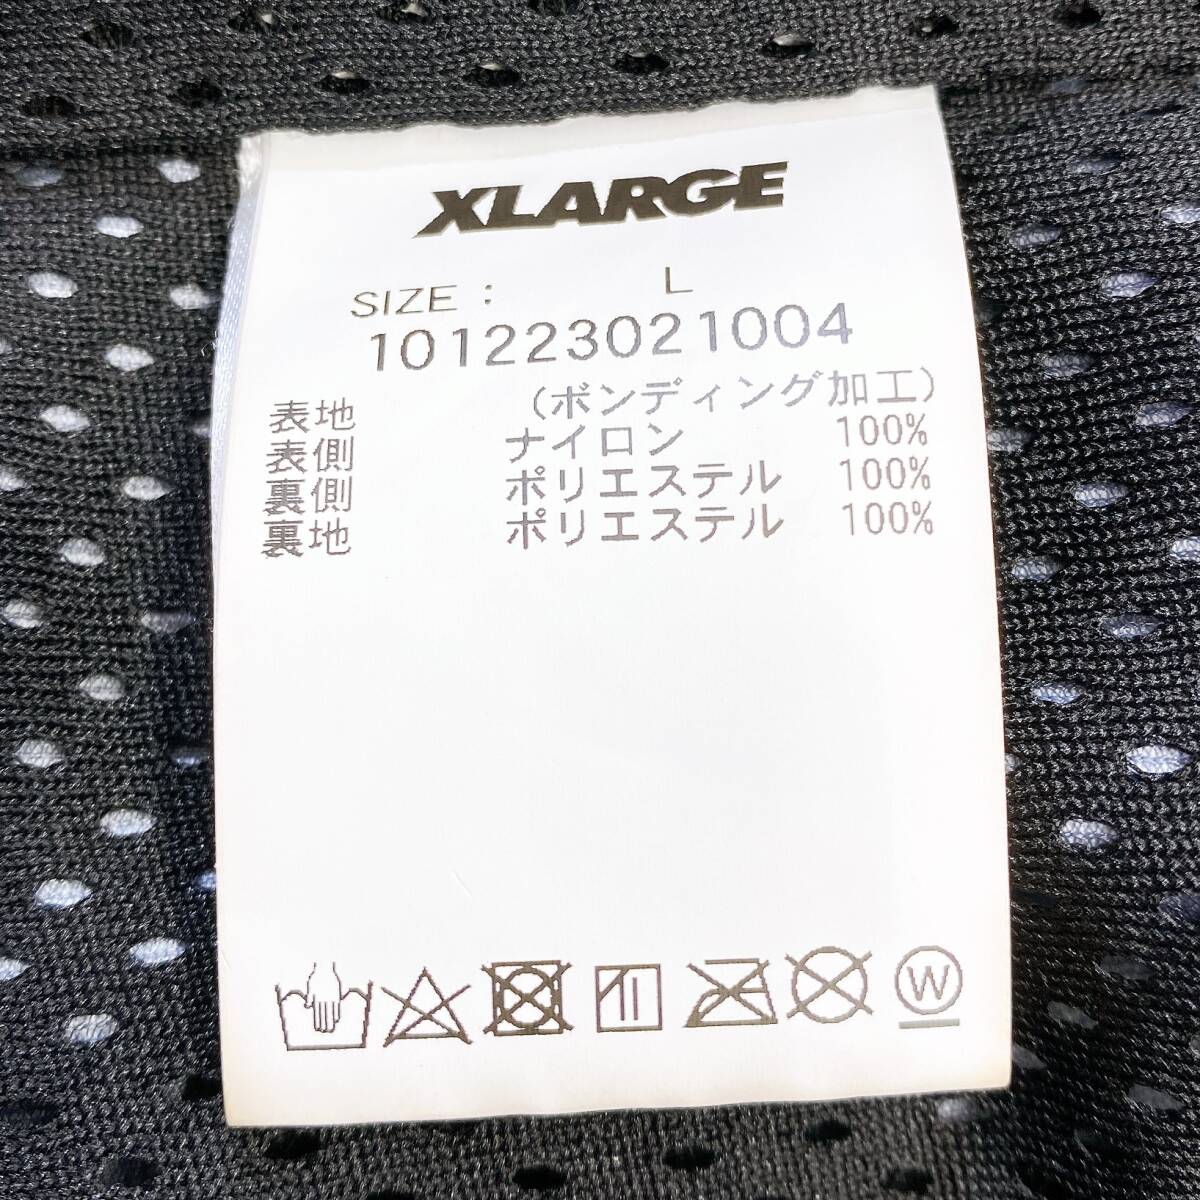 XLARGE
SIZE : L
101223021004
表地 (ボンディング加工)
表側 ナイロン 100%
裏側 ポリエステル 100%
裏地 ポリエステル 100%
W